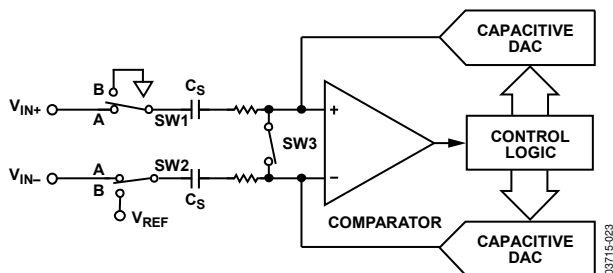 CAPACITIVE
DAC
B
CS
VIN+
A
SW1
+
SW3
CONTROL
LOGIC
VIN–
A
SW2
–
B
CS
VREF
COMPARATOR
CAPACITIVE
DAC
03715-023